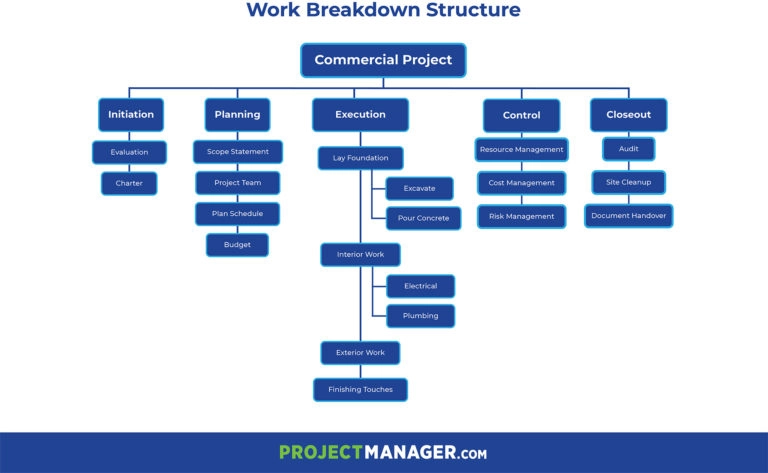 Work Breakdown Structure
Commercial Project
Initiation
Planning
Execution
Control
Closeout
Evaluation
Charter
Scope Statement
Project Team
Plan Schedule
Budget
Lay Foundation
Excavate
Pour Concrete
Interior Work
Electrical
Plumbing
Exterior Work
Finishing Touches
Resource Management
Cost Management
Risk Management
Audit
Site Cleanup
Document Handover
PROJECTMANAGER.COM